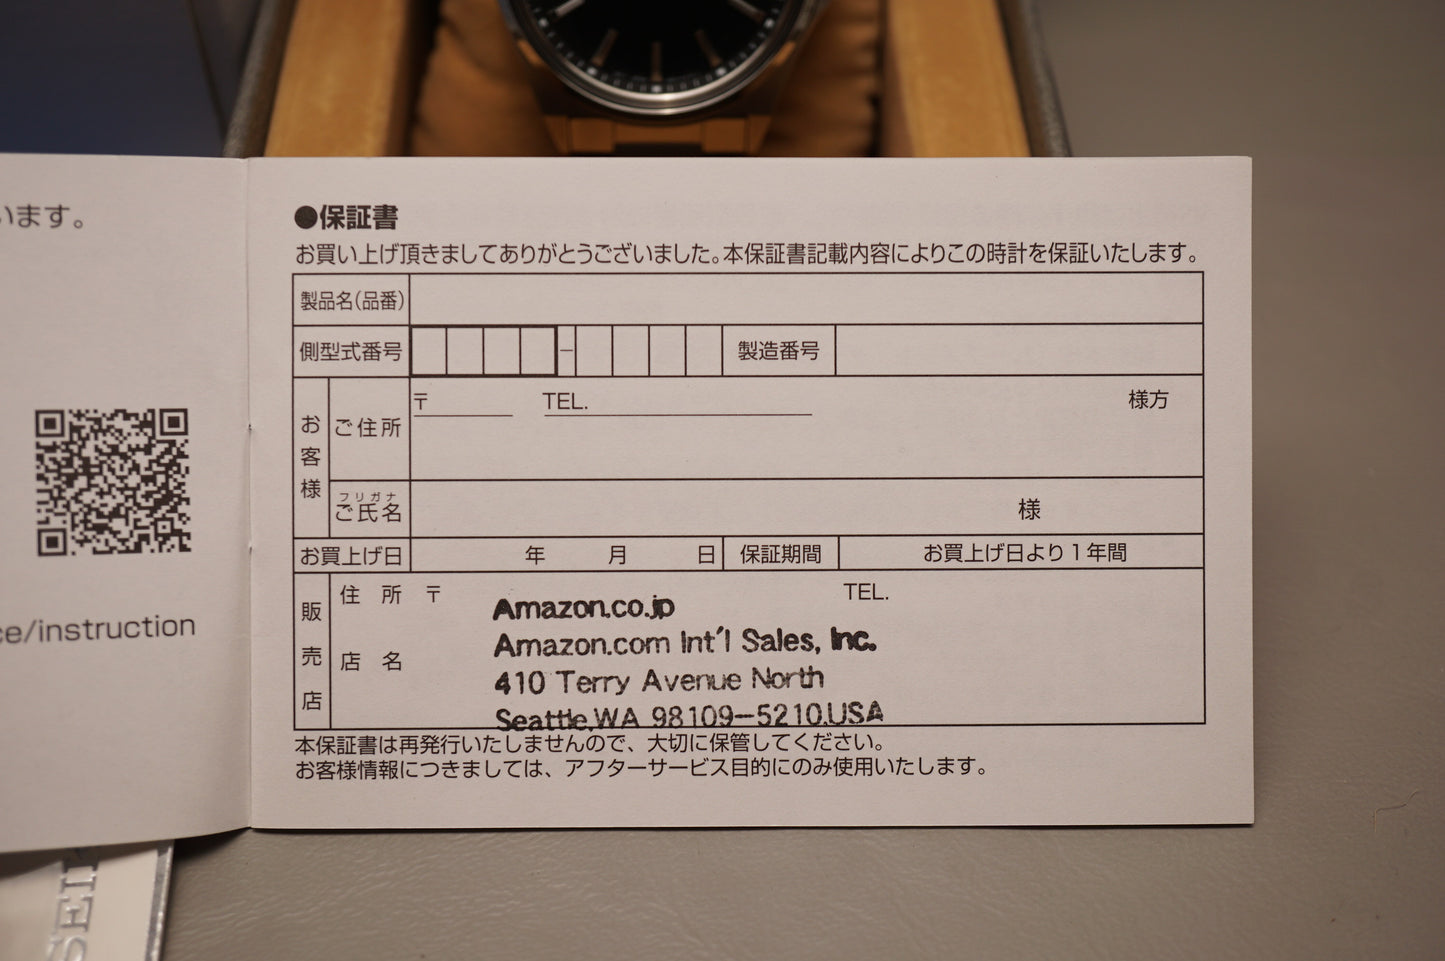 います。
ce/instruction
●保証書
お買い上げ頂きましてありがとうございました。本保証書記載内容によりこの時計を保証いたします。
製品名(品番)
側型式番号 － 製造番号
お客様
ご住所 〒 TEL. 様方
フリガナ
ご氏名 様
お買上げ日 年 月 日 保証期間 お買上げ日より1年間
販売店
住所 〒 TEL.
店名
Amazon.co.jp
Amazon.com Int'l Sales, Inc.
410 Terry Avenue North
Seattle,WA 98109-5210,USA
本保証書は再発行いたしませんので、大切に保管してください。
お客様情報につきましては、アフターサービス目的にのみ使用いたします。
SEI